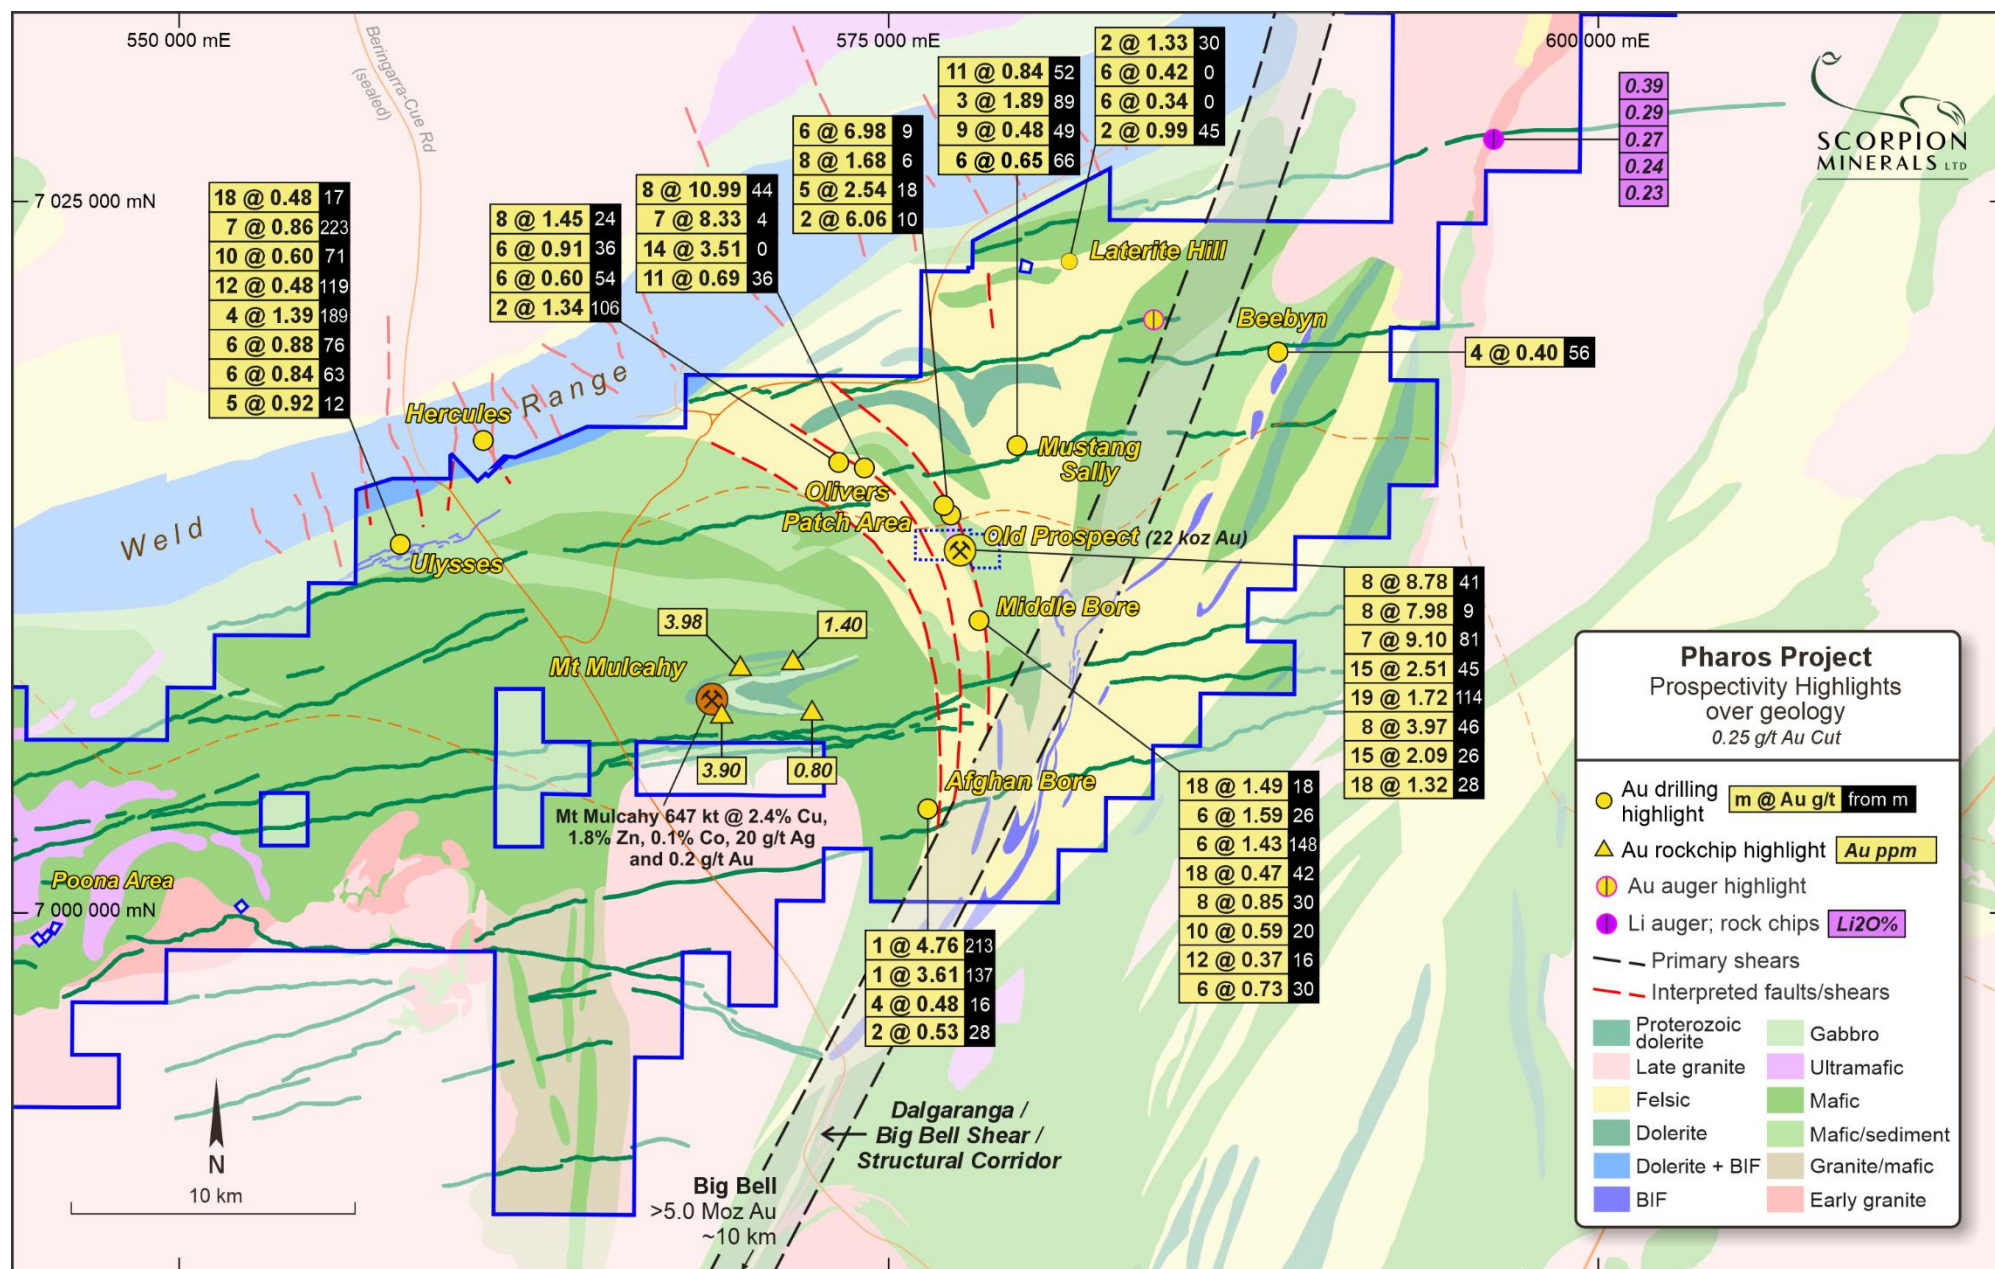 550 000 mE
575 000 mE
600 000 mE
Beringarra-Cue Rd
(sealed)
SCORPION
MINERALS LTD
7 025 000 mN
7 000 000 mN
18 @ 0.48 17
7 @ 0.86 223
10 @ 0.60 71
12 @ 0.48 119
4 @ 1.39 189
6 @ 0.88 76
6 @ 0.84 63
5 @ 0.92 12
8 @ 1.45 24
6 @ 0.91 36
6 @ 0.60 54
2 @ 1.34 106
8 @ 10.99 44
7 @ 8.33 4
14 @ 3.51 0
11 @ 0.69 36
6 @ 6.98 9
8 @ 1.68 6
5 @ 2.54 18
2 @ 6.06 10
11 @ 0.84 52
3 @ 1.89 89
9 @ 0.48 49
6 @ 0.65 66
2 @ 1.33 30
6 @ 0.42 0
6 @ 0.34 0
2 @ 0.99 45
0.39
0.29
0.27
0.24
0.23
Laterite Hill
Beebyn
4 @ 0.40 56
Weld Range
Hercules
Ulysses
Olivers
Patch Area
Mustang
Sally
Old Prospect (22 koz Au)
Middle Bore
8 @ 8.78 41
8 @ 7.98 9
7 @ 9.10 81
15 @ 2.51 45
19 @ 1.72 114
8 @ 3.97 46
15 @ 2.09 26
18 @ 1.32 28
3.98
1.40
Mt Mulcahy
3.90
0.80
Mt Mulcahy 647 kt @ 2.4% Cu,
1.8% Zn, 0.1% Co, 20 g/t Ag
and 0.2 g/t Au
Afghan Bore
18 @ 1.49 18
6 @ 1.59 26
6 @ 1.43 148
18 @ 0.47 42
8 @ 0.85 30
10 @ 0.59 20
12 @ 0.37 16
6 @ 0.73 30
1 @ 4.76 213
1 @ 3.61 137
4 @ 0.48 16
2 @ 0.53 28
Poona Area
Dalgaranga /
Big Bell Shear /
Structural Corridor
Big Bell
>5.0 Moz Au
~10 km
N
10 km
Pharos Project
Prospectivity Highlights
over geology
0.25 g/t Au Cut
Au drilling
highlight
m @ Au g/t from m
Au rockchip highlight Au ppm
Au auger highlight
Li auger; rock chips Li2O%
Primary shears
Interpreted faults/shears
Proterozoic
dolerite
Gabbro
Late granite
Ultramafic
Felsic
Mafic
Dolerite
Mafic/sediment
Dolerite + BIF
Granite/mafic
BIF
Early granite